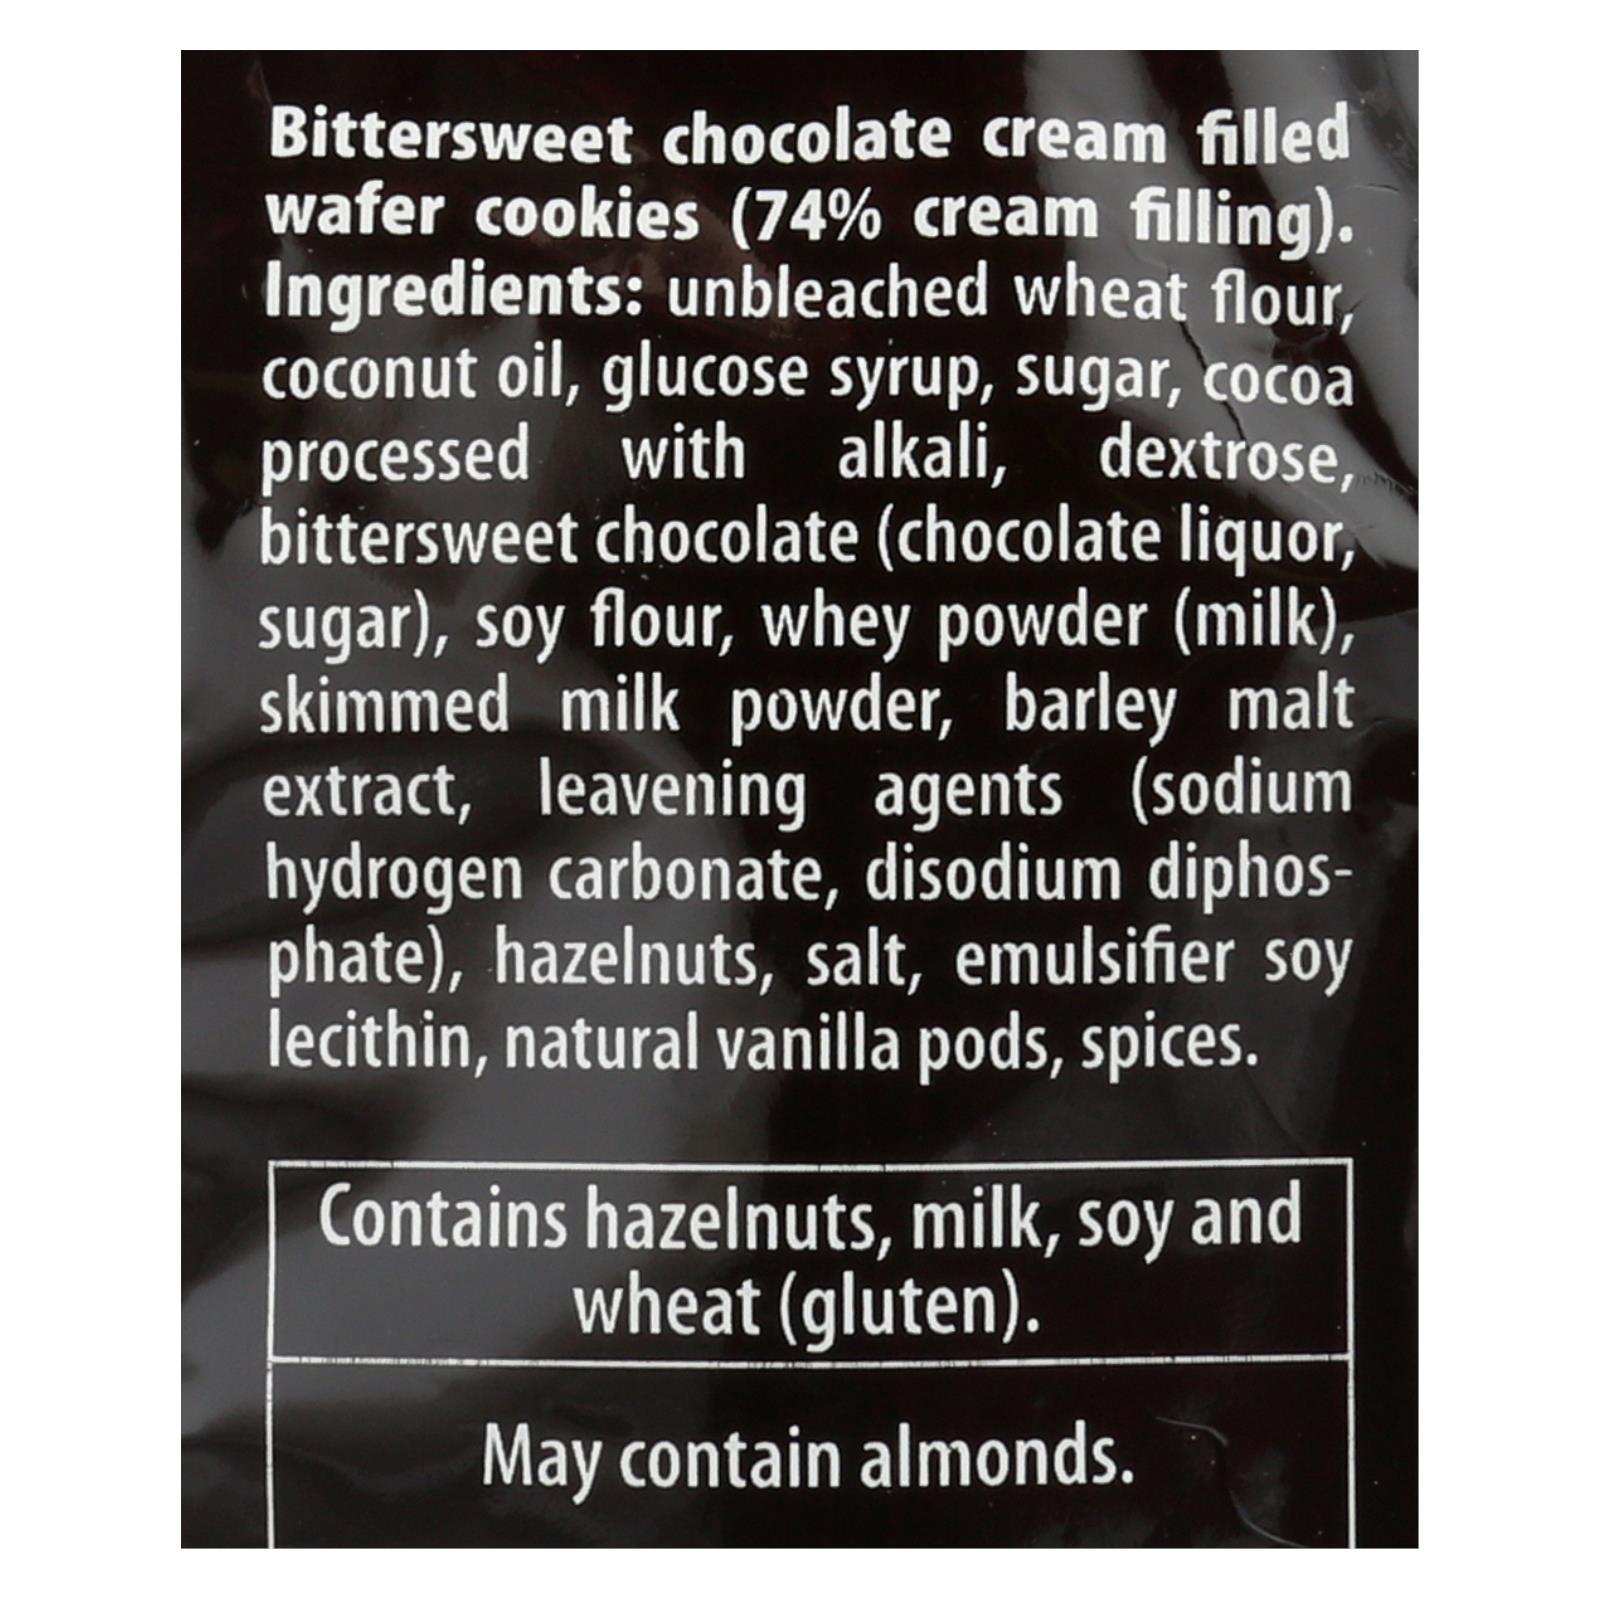 Bittersweet chocolate cream filled
wafer cookies (74% cream filling).
Ingredients: unbleached wheat flour,
coconut oil, glucose syrup, sugar, cocoa
processed with alkali, dextrose,
bittersweet chocolate (chocolate liquor,
sugar), soy flour, whey powder (milk),
skimmed milk powder, barley malt
extract, leavening agents (sodium
hydrogen carbonate, disodium diphos-
phate), hazelnuts, salt, emulsifier soy
lecithin, natural vanilla pods, spices.
Contains hazelnuts, milk, soy and
wheat (gluten).
May contain almonds.